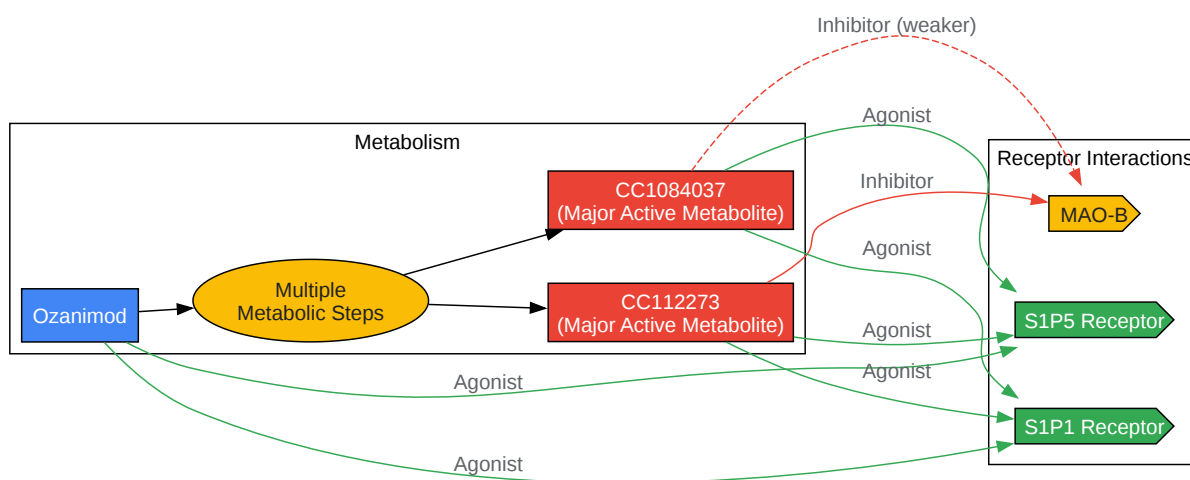 Inhibitor (weaker)
Agonist
Metabolism
Receptor Interactions
CC1084037
(Major Active Metabolite)
Inhibitor
MAO-B
Agonist
Multiple
Metabolic Steps
Ozanimod
CC112273
(Major Active Metabolite)
Agonist
S1P5 Receptor
Agonist
Agonist
S1P1 Receptor
Agonist